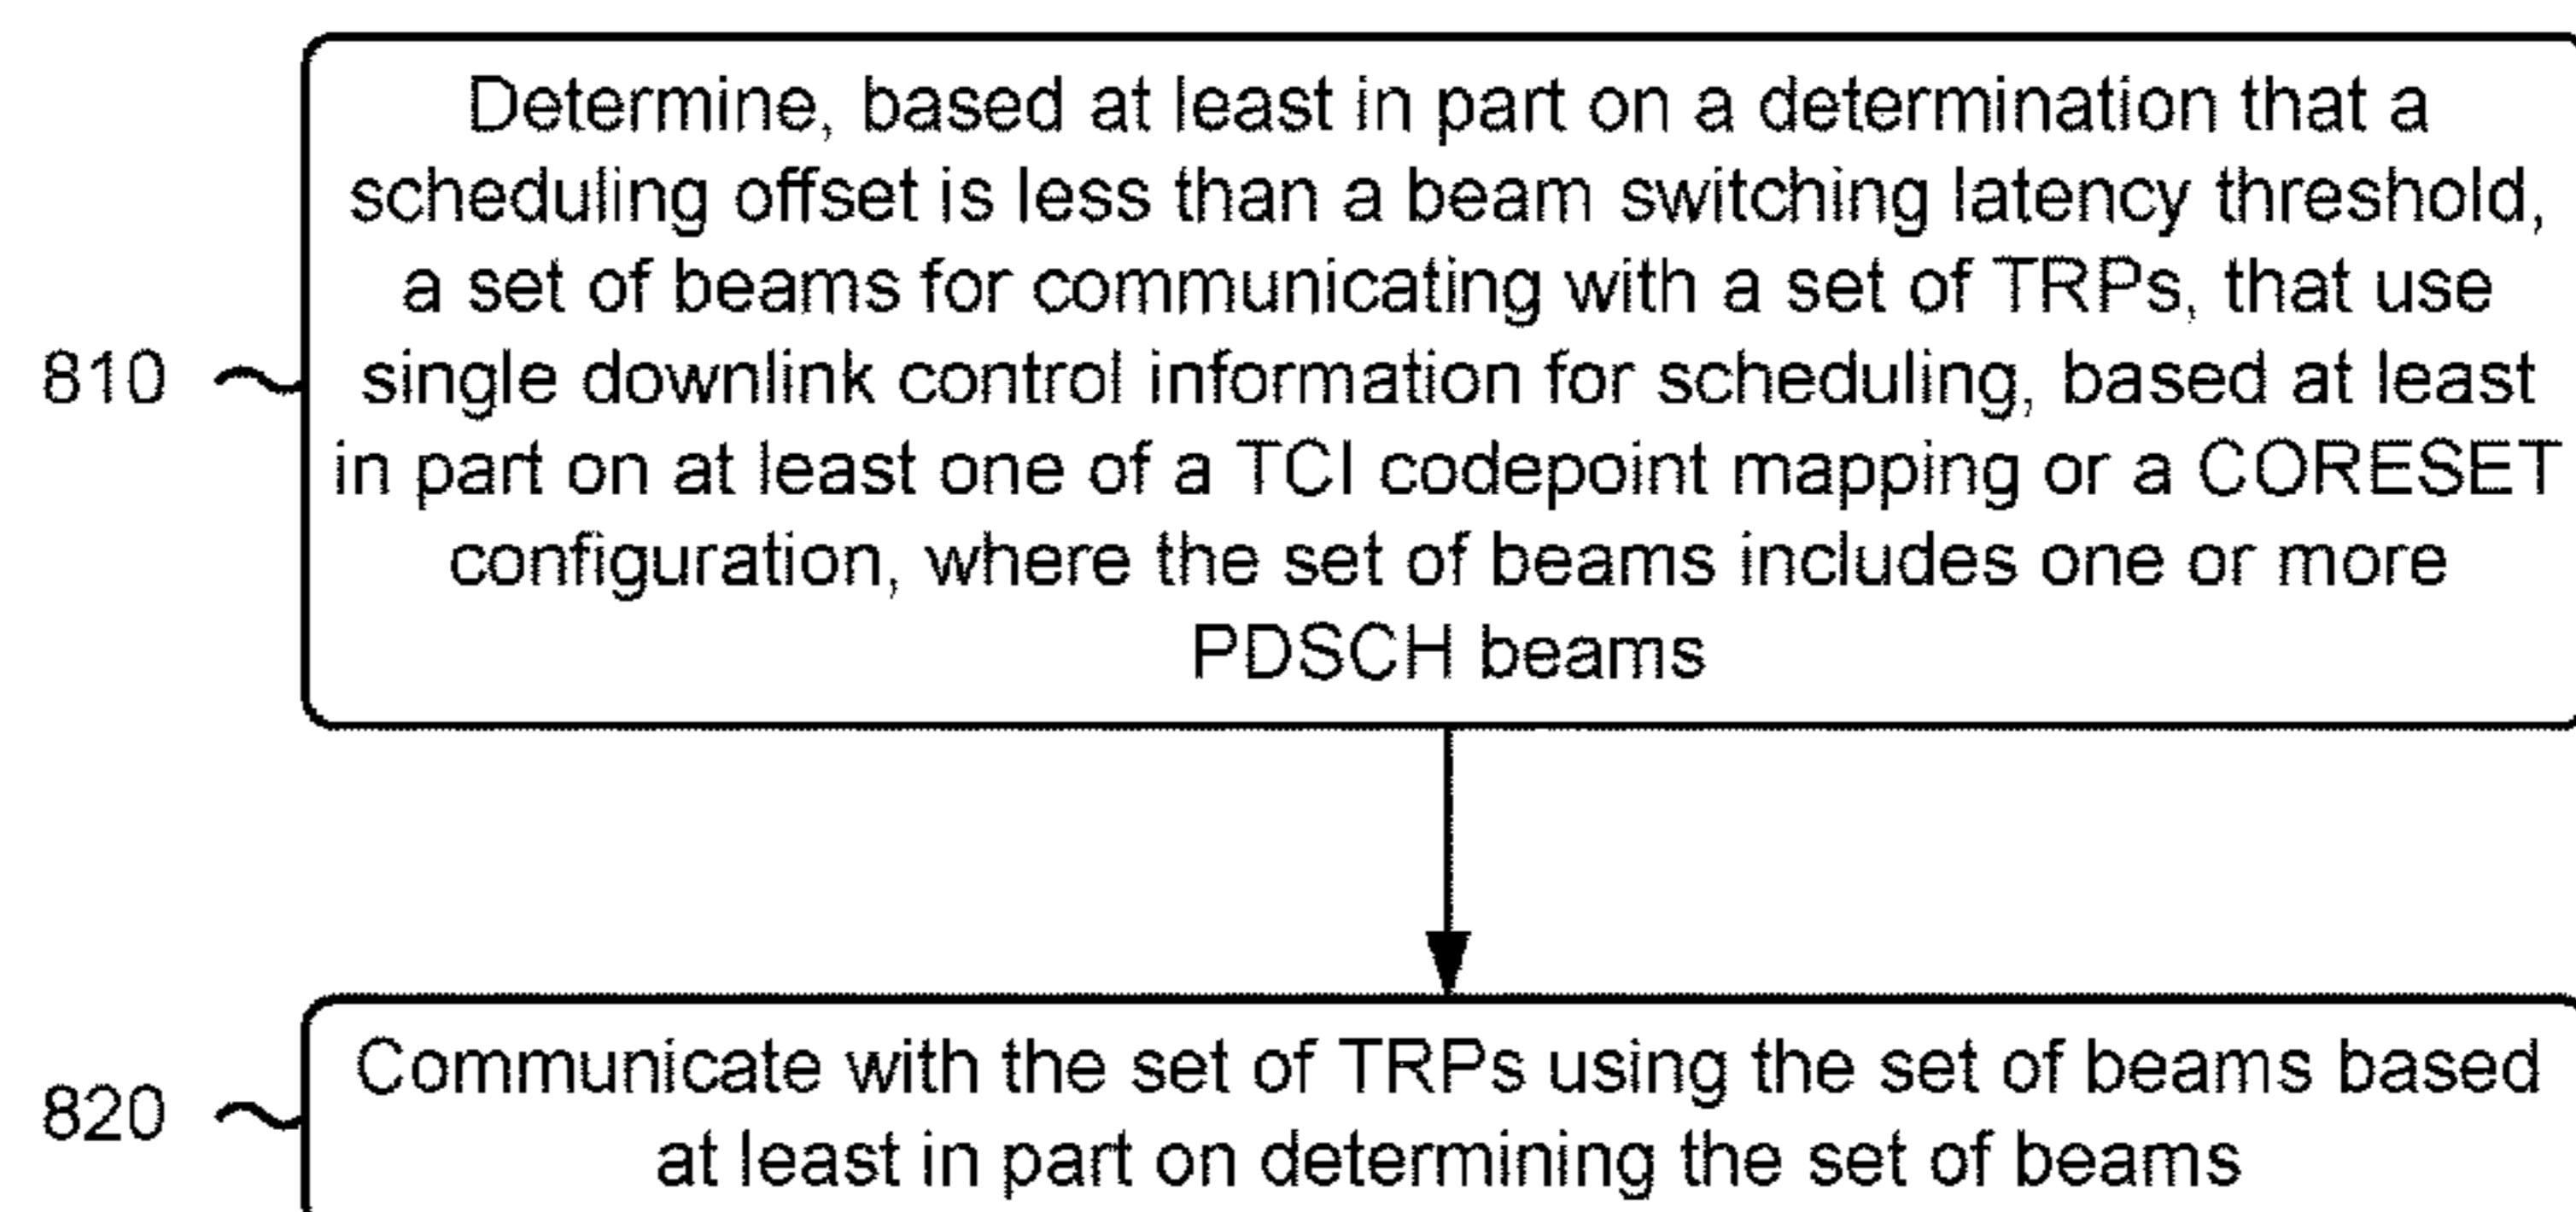 Determine, based at least in part on a determination that a
scheduling offset is less than a beam switching latency threshold,
a set of beams for communicating with a set of TRPs, that use
810
single downlink control information for scheduling, based at least
in part on at least one of a TCI codepoint mapping or a CORESET
configuration, where the set of beams includes one or more
PDSCH beams
820
Communicate with the set of TRPs using the set of beams based
at least in part on determining the set of beams